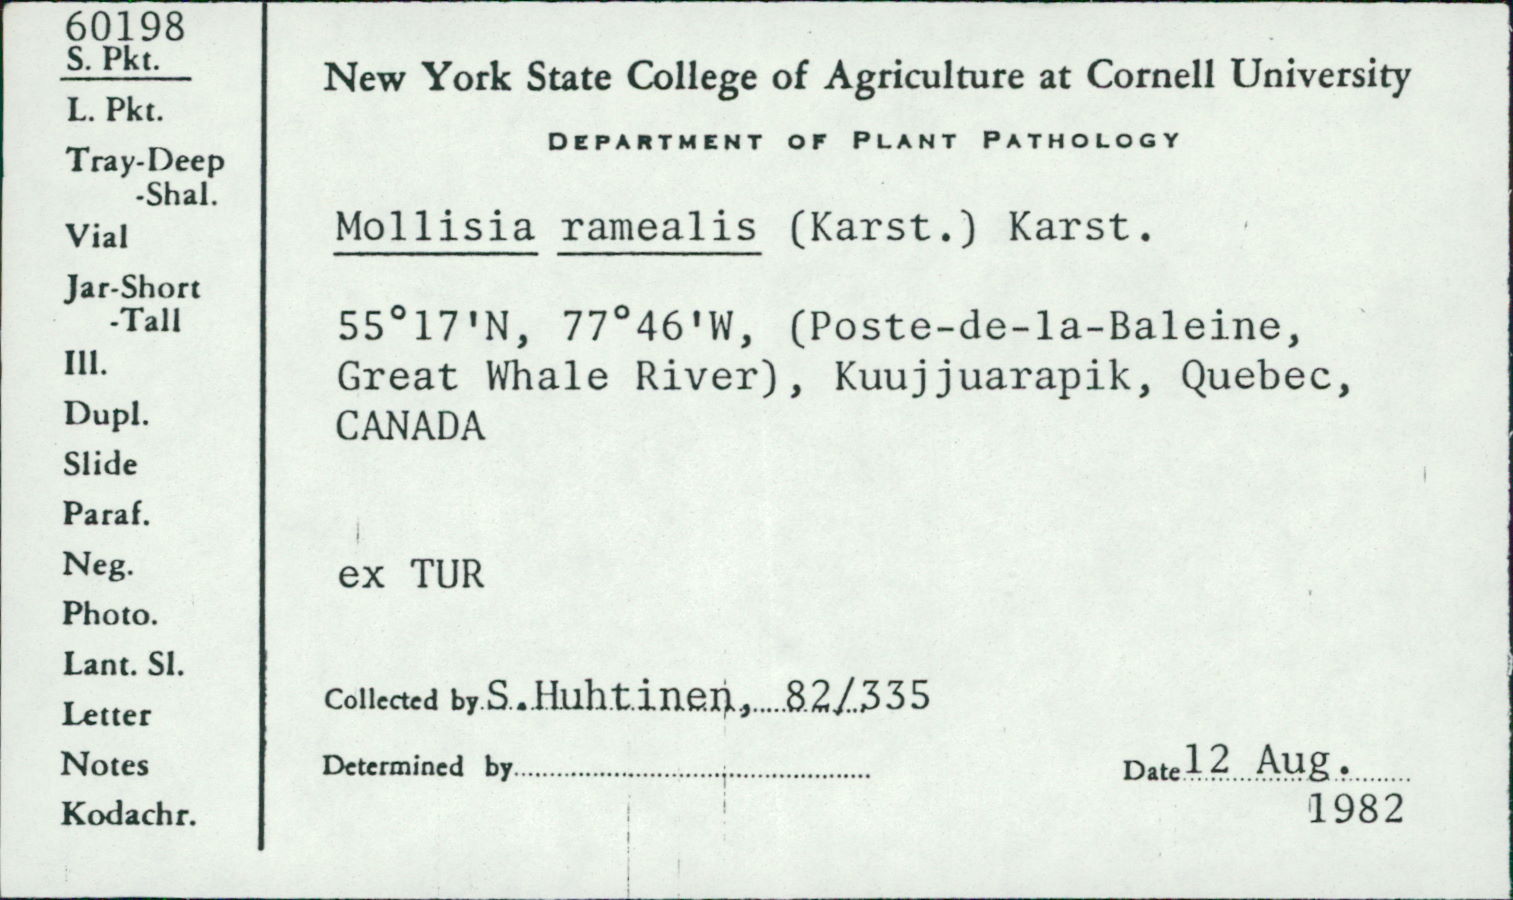 60198
S. Pkt.
L. Pkt.
Tray-Deep
-Shal.
Vial
Jar-Short
-Tall
Ill.
Dupl.
Slide
Paraf.
Neg.
Photo.
Lant. Sl.
Letter
Notes
Kodachr.
New York State College of Agriculture at Cornell University
DEPARTMENT OF PLANT PATHOLOGY
Mollisia ramealis (Karst.) Karst.
55°17'N, 77°46'W, (Poste-de-la-Baleine,
Great Whale River), Kuujjuarapik, Quebec,
CANADA
ex TUR
Collected by S. Huhtinen, 82/335
Determined by
Date 12 Aug.
1982